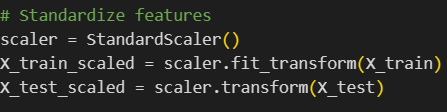 # Standardize features
scaler = StandardScaler()
X_train_scaled = scaler.fit_transform(X_train)
X_test_scaled = scaler.transform(X_test)